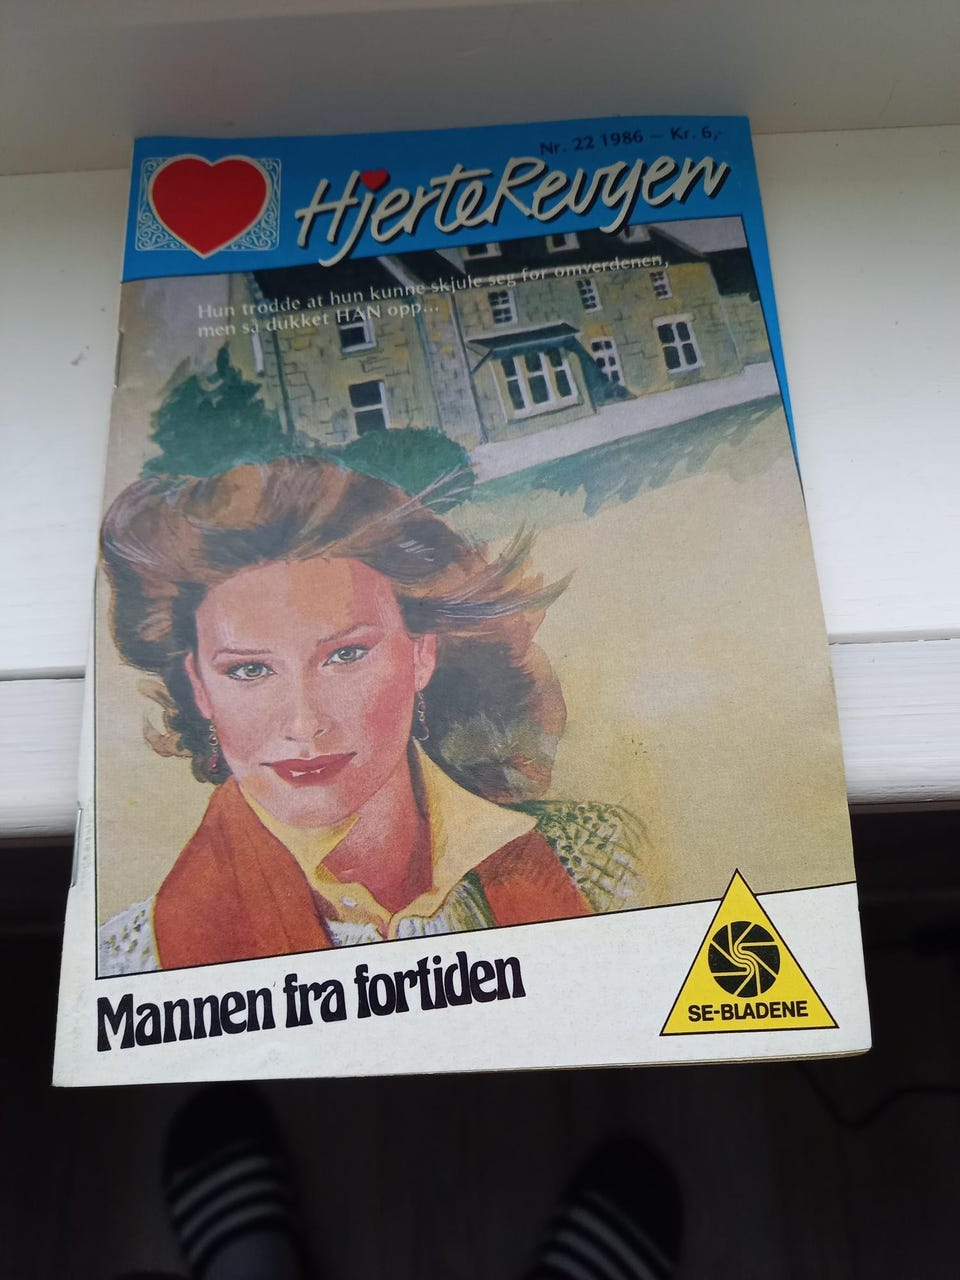 Nr. 22 1986 – Kr. 6,-
HjerteRevyen
Hun trodde at hun kunne skjule seg for omverdenen,
men så dukket HAN opp...
Mannen fra fortiden
SE-BLADENE